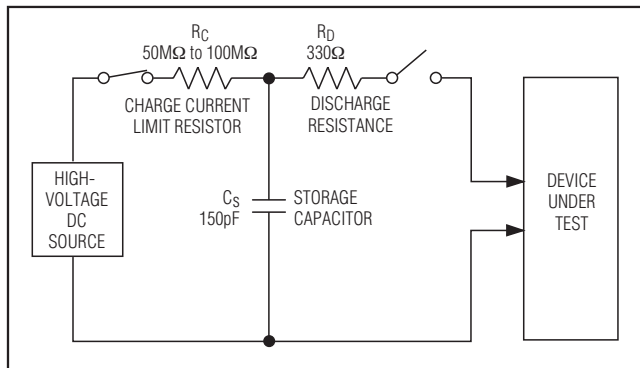 R_C
50MΩ to 100MΩ
CHARGE CURRENT
LIMIT RESISTOR
R_D
330Ω
DISCHARGE
RESISTANCE
HIGH-
VOLTAGE
DC
SOURCE
C_S
150pF
STORAGE
CAPACITOR
DEVICE
UNDER
TEST